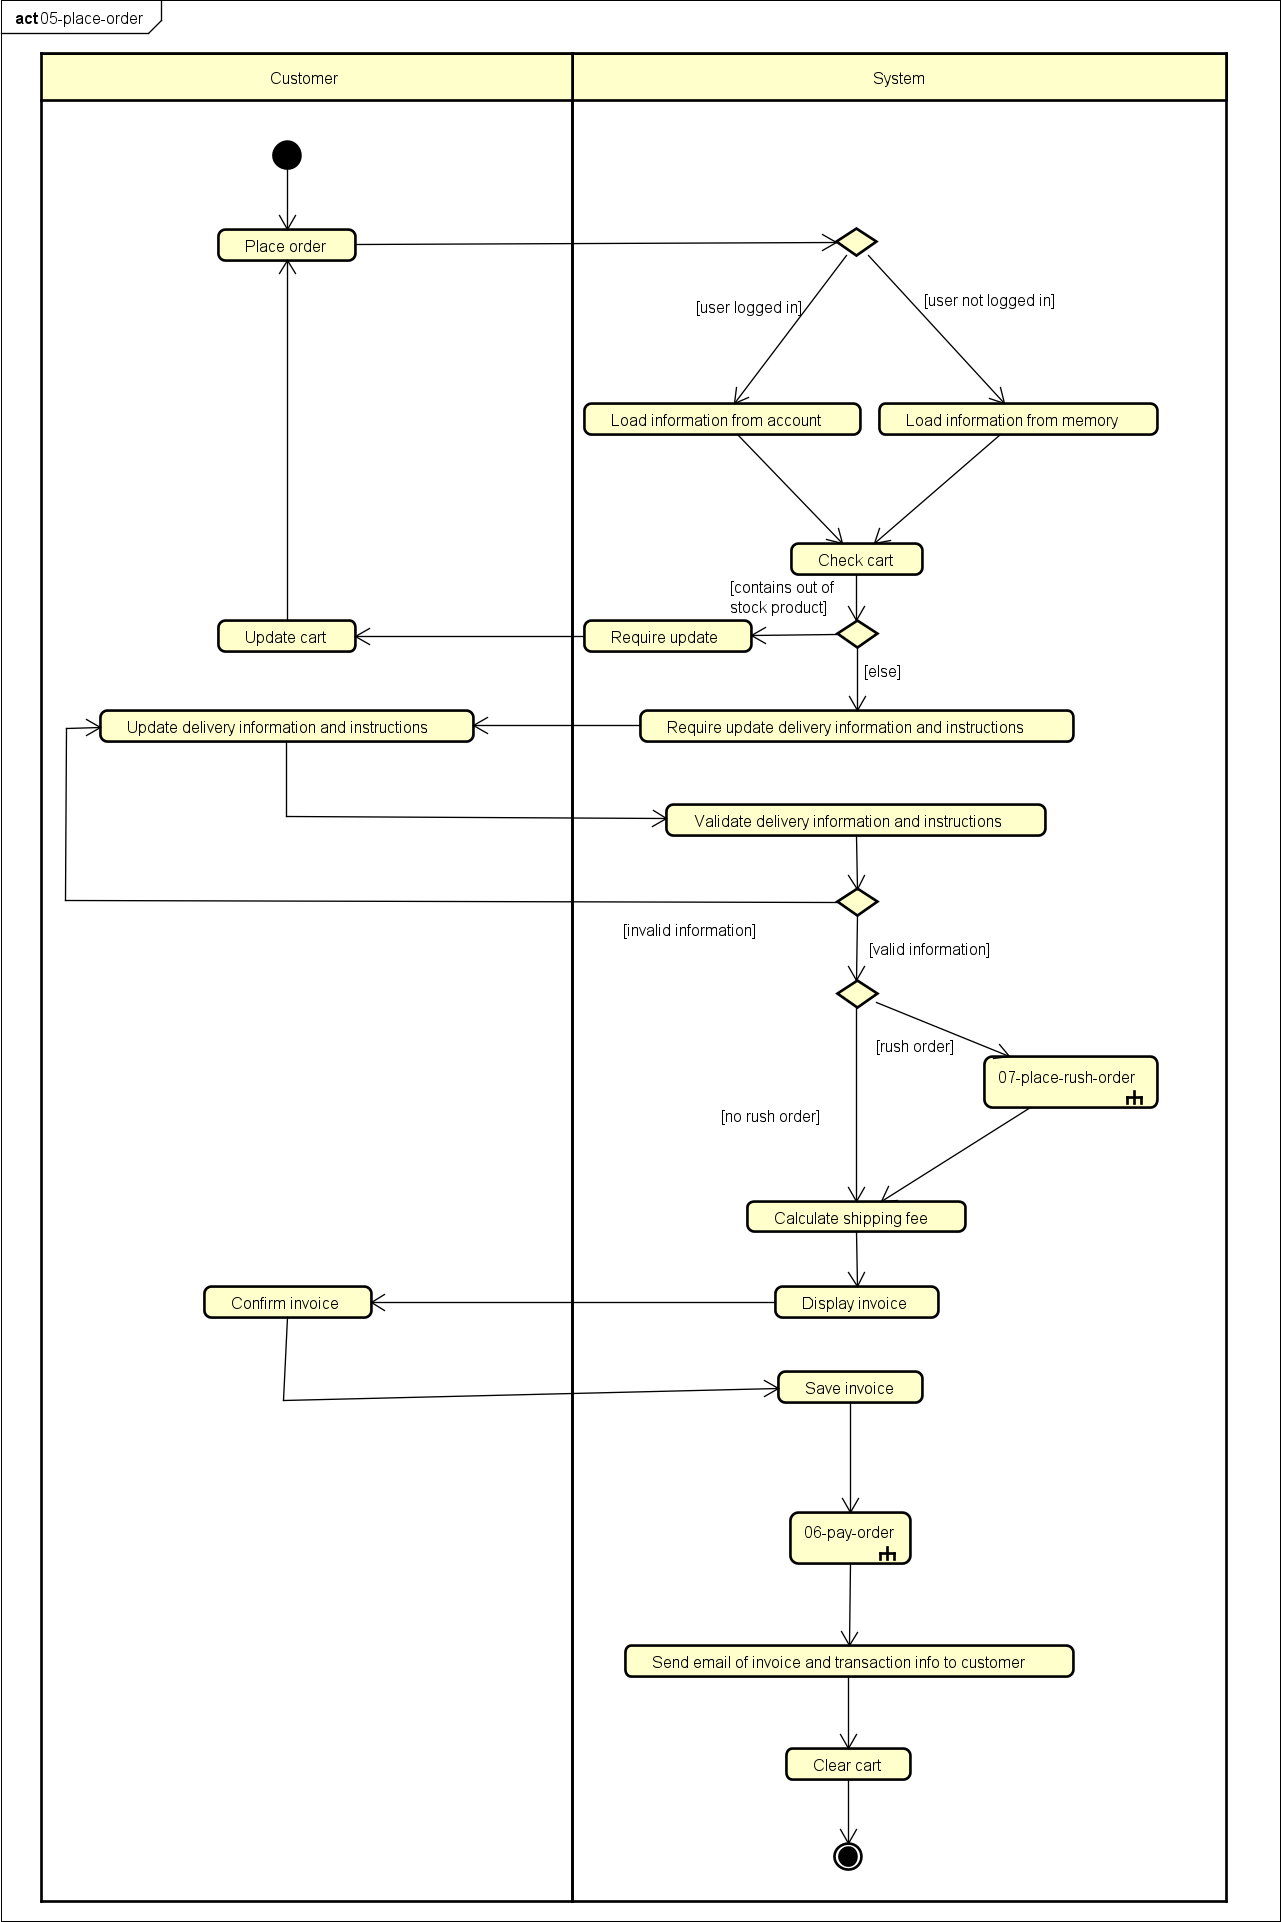 act 05-place-order
Customer
System
Place order
[user logged in]
[user not logged in]
Load information from account
Load information from memory
Check cart
[contains out of
stock product]
Update cart
Require update
[else]
Update delivery information and instructions
Require update delivery information and instructions
Validate delivery information and instructions
[invalid information]
[valid information]
[rush order]
07-place-rush-order
[no rush order]
Calculate shipping fee
Confirm invoice
Display invoice
Save invoice
06-pay-order
Send email of invoice and transaction info to customer
Clear cart